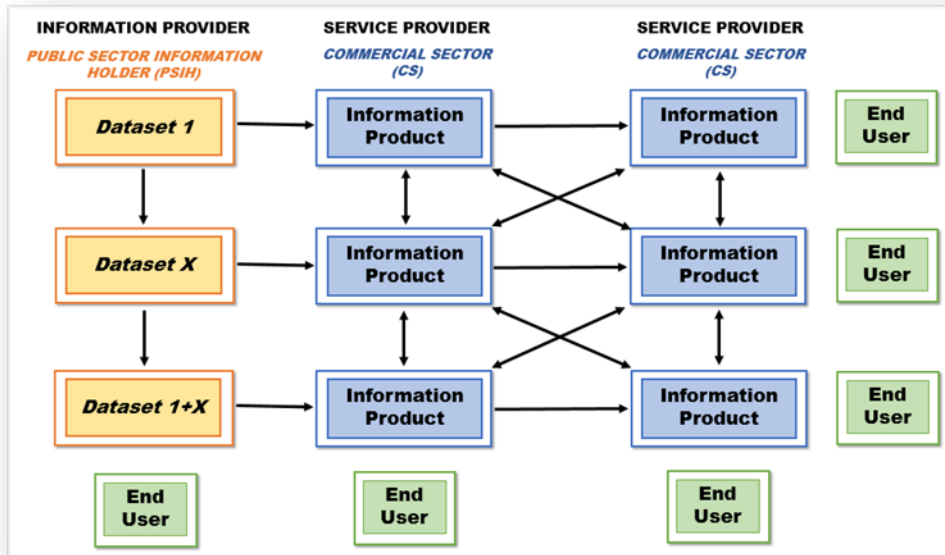 INFORMATION PROVIDER
SERVICE PROVIDER
SERVICE PROVIDER
PUBLIC SECTOR INFORMATION
HOLDER (PSIH)
COMMERCIAL SECTOR
(CS)
COMMERCIAL SECTOR
(CS)
Dataset 1
Information
Product
Information
Product
End
User
Dataset X
Information
Product
Information
Product
End
User
Dataset 1+X
Information
Product
Information
Product
End
User
End
User
End
User
End
User